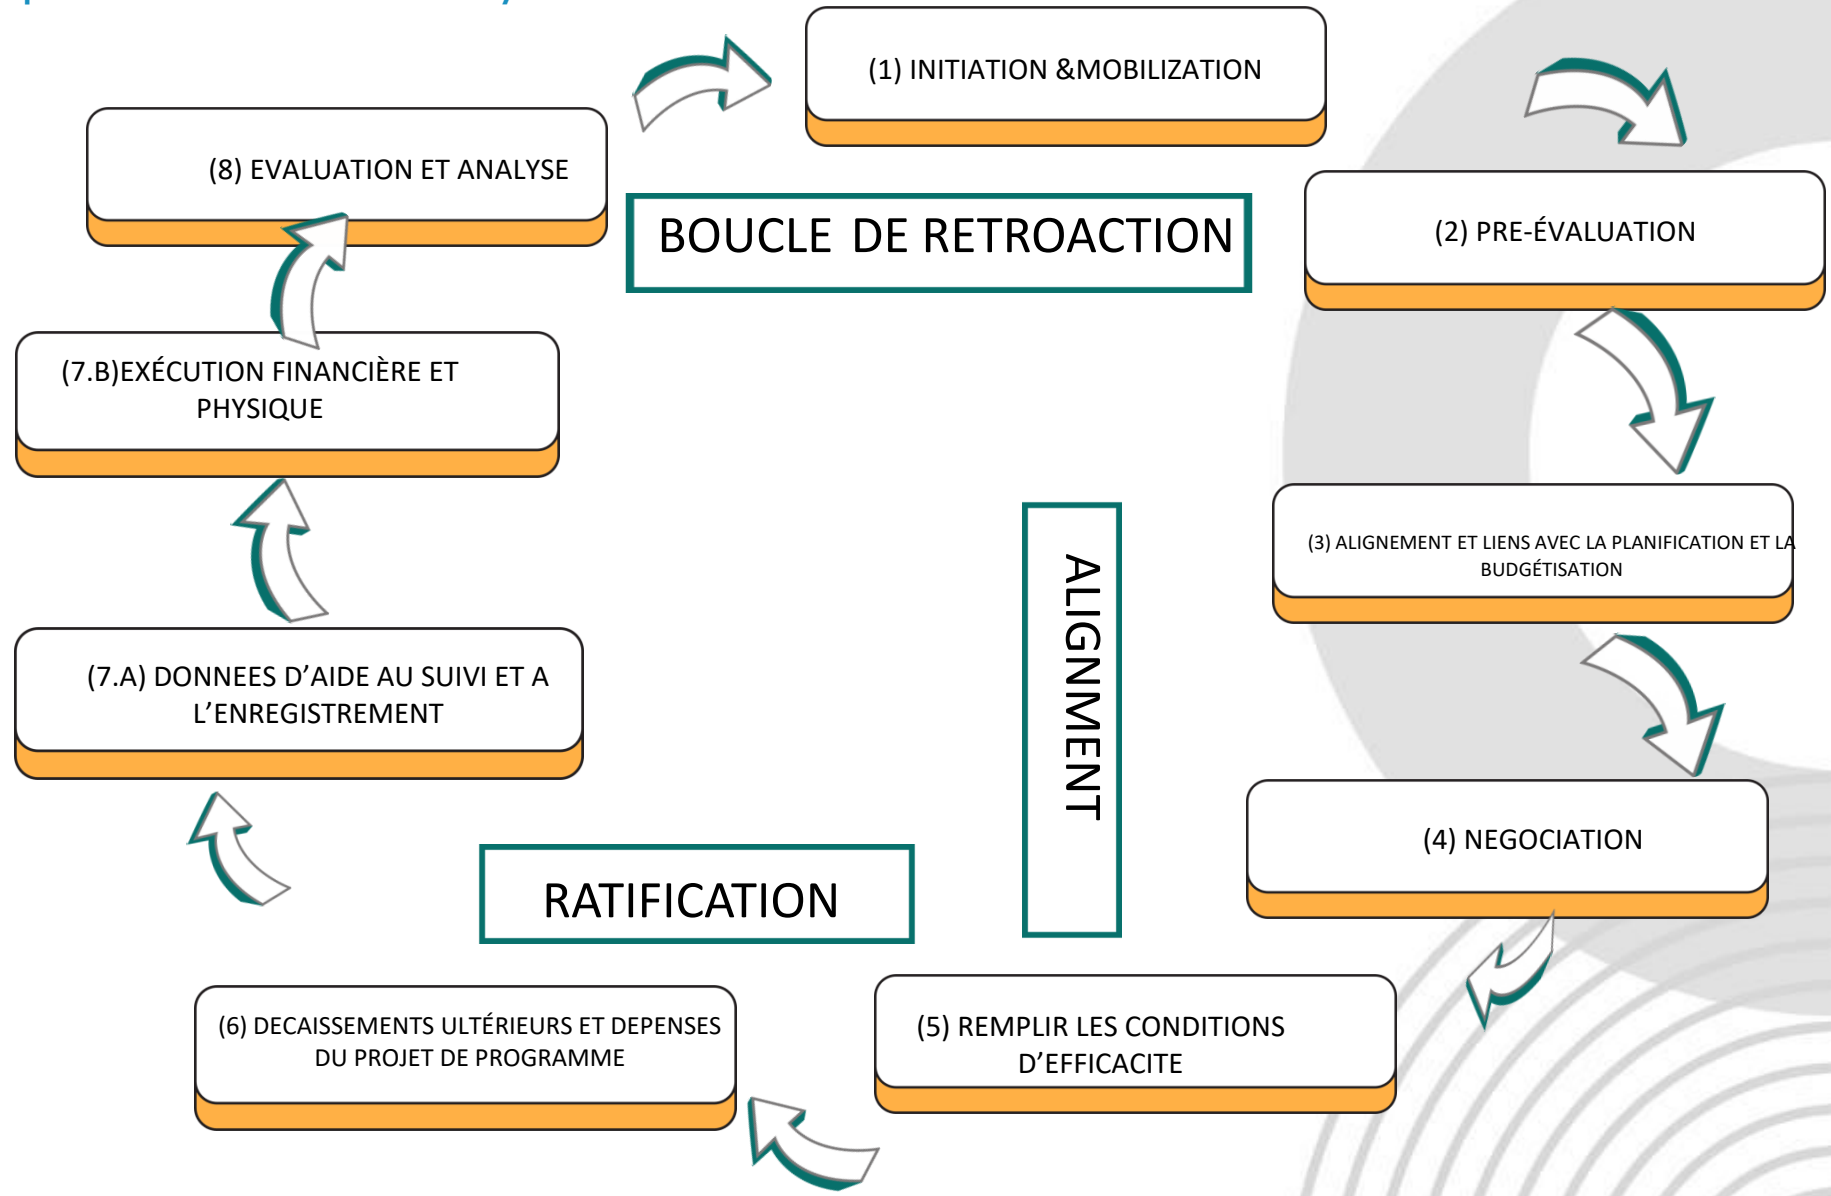 (1) INITIATION &MOBILIZATION
(8) EVALUATION ET ANALYSE
BOUCLE DE RETROACTION
(2) PRE-ÉVALUATION
(7.B)EXÉCUTION FINANCIÈRE ET
PHYSIQUE
(3) ALIGNEMENT ET LIENS AVEC LA PLANIFICATION ET LA
BUDGÉTISATION
ALIGNMENT
(7.A) DONNEES D’AIDE AU SUIVI ET A
L’ENREGISTREMENT
(4) NEGOCIATION
RATIFICATION
(6) DECAISSEMENTS ULTÉRIEURS ET DEPENSES
DU PROJET DE PROGRAMME
(5) REMPLIR LES CONDITIONS
D’EFFICACITE